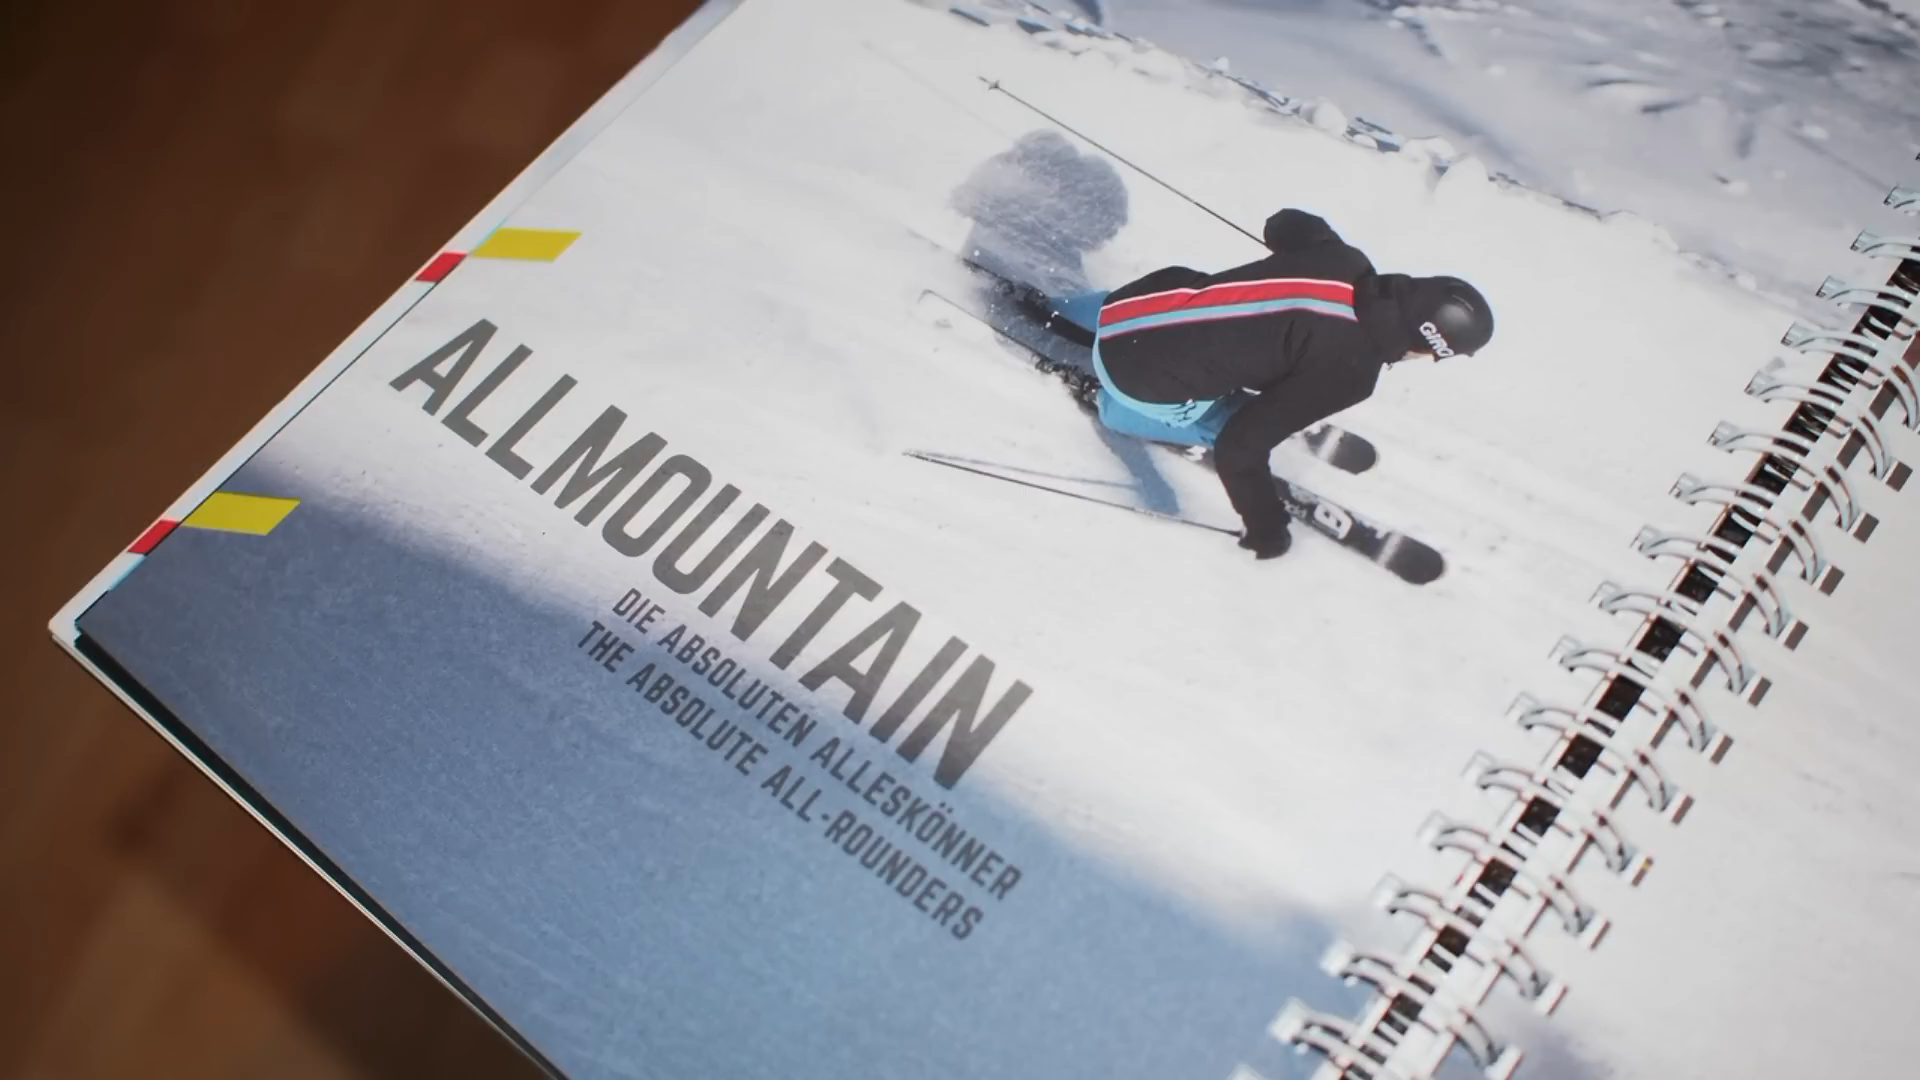 GIRO
ALLMOUNTAIN
DIE ABSOLUTEN ALLESKÖNNER
THE ABSOLUTE ALL-ROUNDERS